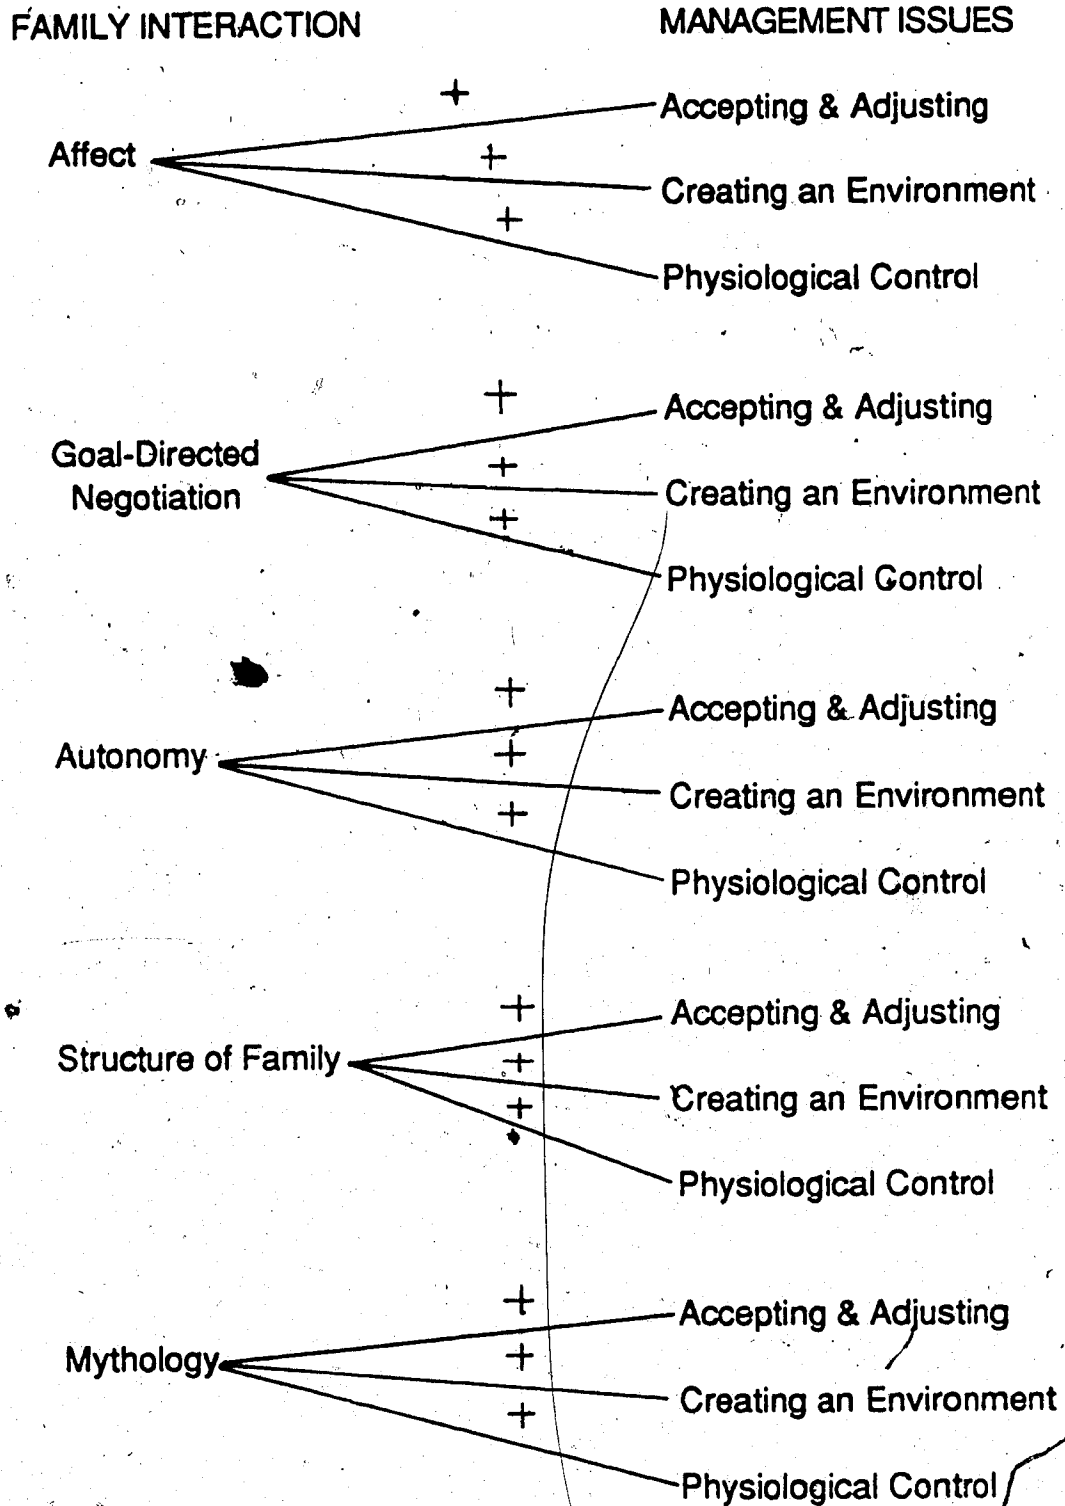 FAMILY INTERACTION MANAGEMENT ISSUES
+
Accepting & Adjusting
Affect
+
Creating an Environment
+
Physiological Control
+
Accepting & Adjusting
Goal-Directed
Negotiation
+
Creating an Environment
+
Physiological Control
+
Accepting & Adjusting
Autonomy
+
Creating an Environment
+
Physiological Control
+
Accepting & Adjusting
Structure of Family
+
Creating an Environment
+
Physiological Control
+
Accepting & Adjusting
Mythology
+
Creating an Environment
+
Physiological Control